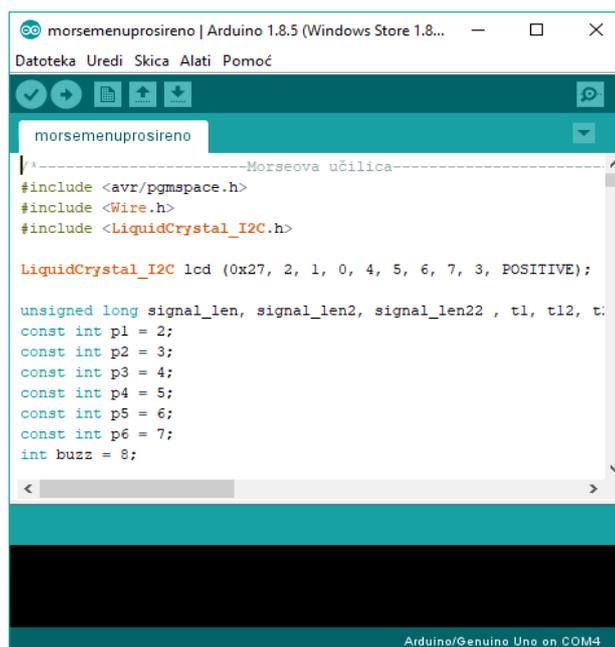 morsemenuprosireno | Arduino 1.8.5 (Windows Store 1.8...
Datoteka Uredi Skica Alati Pomoć
morsemenuprosireno
/*-----------------------Morseova učilica-----------------------
#include <avr/pgmspace.h>
#include <Wire.h>
#include <LiquidCrystal_I2C.h>
LiquidCrystal_I2C lcd (0x27, 2, 1, 0, 4, 5, 6, 7, 3, POSITIVE);
unsigned long signal_len, signal_len2, signal_len22 , t1, t12, 
const int p1 = 2;
const int p2 = 3;
const int p3 = 4;
const int p4 = 5;
const int p5 = 6;
const int p6 = 7;
int buzz = 8;
Arduino/Genuino Uno on COM4